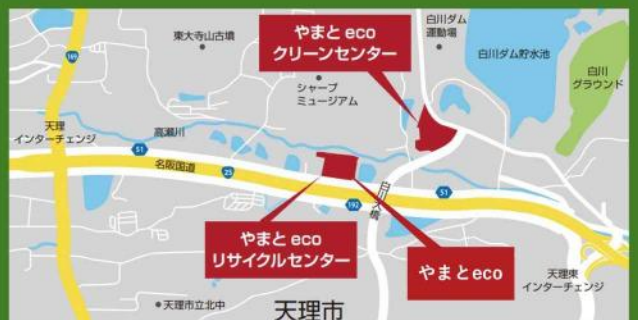 やまと eco
クリーンセンター
白川ダム
運動場
東大寺山古墳
白川ダム貯水池
白川
グラウンド
169
シャープ
ミュージアム
天理
インターチェンジ
高瀬川
51
名阪国道
25
白川大橋
51
192
やまと eco
リサイクルセンター
やまとeco
天理東
インターチェンジ
天理市立北中
天理市